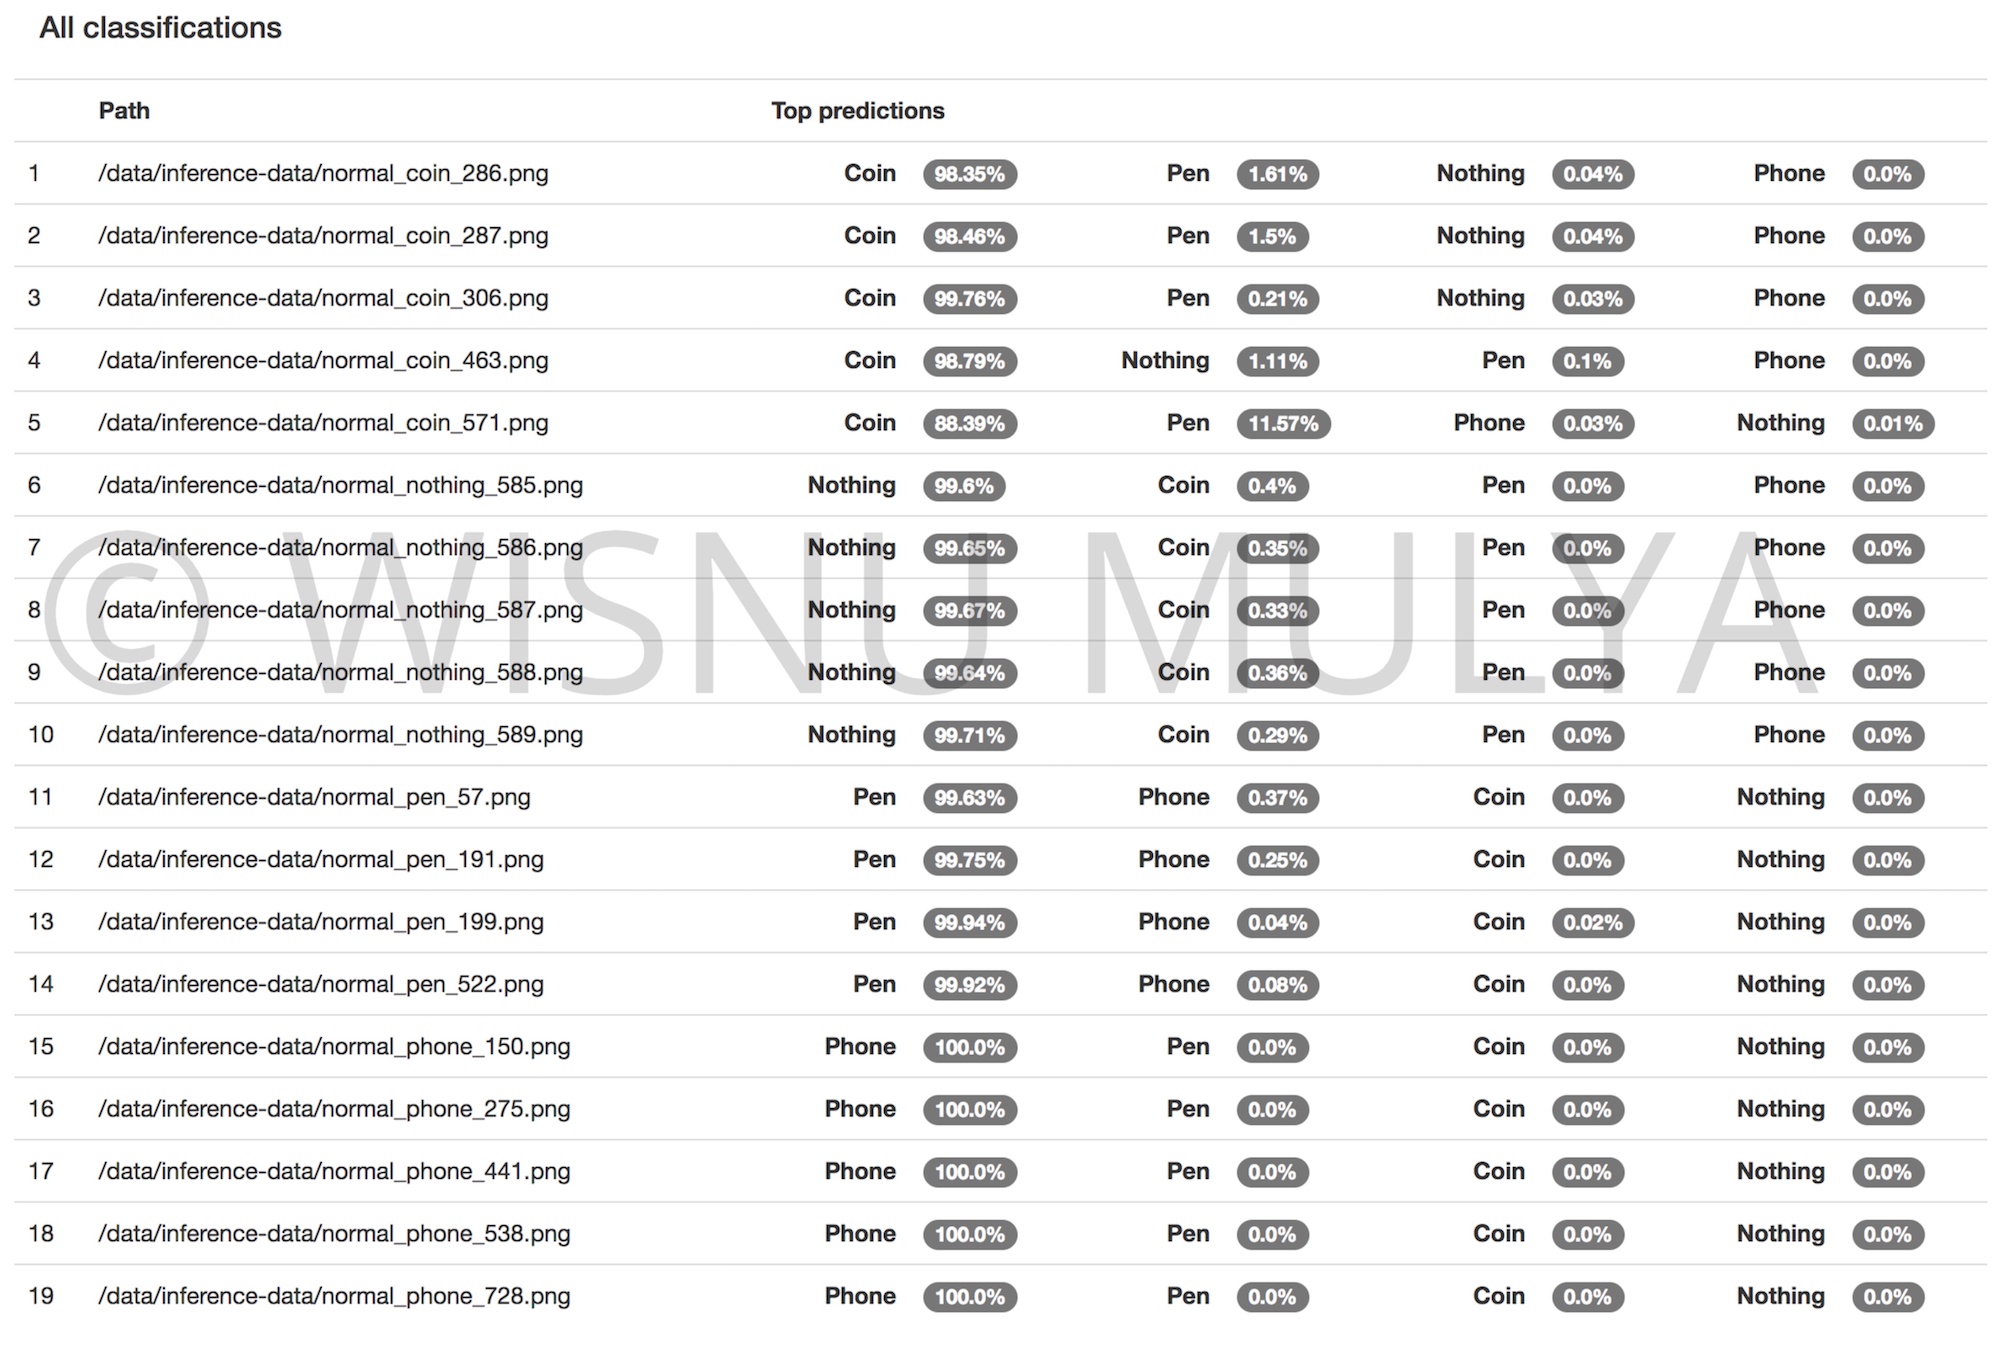 All classifications
Path Top predictions
1 /data/inference-data/normal_coin_286.png Coin 98.35% Pen 1.61% Nothing 0.04% Phone 0.0%
2 /data/inference-data/normal_coin_287.png Coin 98.46% Pen 1.5% Nothing 0.04% Phone 0.0%
3 /data/inference-data/normal_coin_306.png Coin 99.76% Pen 0.21% Nothing 0.03% Phone 0.0%
4 /data/inference-data/normal_coin_463.png Coin 98.79% Nothing 1.11% Pen 0.1% Phone 0.0%
5 /data/inference-data/normal_coin_571.png Coin 88.39% Pen 11.57% Phone 0.03% Nothing 0.01%
6 /data/inference-data/normal_nothing_585.png Nothing 99.6% Coin 0.4% Pen 0.0% Phone 0.0%
7 /data/inference-data/normal_nothing_586.png Nothing 99.65% Coin 0.35% Pen 0.0% Phone 0.0%
8 /data/inference-data/normal_nothing_587.png Nothing 99.67% Coin 0.33% Pen 0.0% Phone 0.0%
© WISNU MULYA
9 /data/inference-data/normal_nothing_588.png Nothing 99.64% Coin 0.36% Pen 0.0% Phone 0.0%
10 /data/inference-data/normal_nothing_589.png Nothing 99.71% Coin 0.29% Pen 0.0% Phone 0.0%
11 /data/inference-data/normal_pen_57.png Pen 99.63% Phone 0.37% Coin 0.0% Nothing 0.0%
12 /data/inference-data/normal_pen_191.png Pen 99.75% Phone 0.25% Coin 0.0% Nothing 0.0%
13 /data/inference-data/normal_pen_199.png Pen 99.94% Phone 0.04% Coin 0.02% Nothing 0.0%
14 /data/inference-data/normal_pen_522.png Pen 99.92% Phone 0.08% Coin 0.0% Nothing 0.0%
15 /data/inference-data/normal_phone_150.png Phone 100.0% Pen 0.0% Coin 0.0% Nothing 0.0%
16 /data/inference-data/normal_phone_275.png Phone 100.0% Pen 0.0% Coin 0.0% Nothing 0.0%
17 /data/inference-data/normal_phone_441.png Phone 100.0% Pen 0.0% Coin 0.0% Nothing 0.0%
18 /data/inference-data/normal_phone_538.png Phone 100.0% Pen 0.0% Coin 0.0% Nothing 0.0%
19 /data/inference-data/normal_phone_728.png Phone 100.0% Pen 0.0% Coin 0.0% Nothing 0.0%